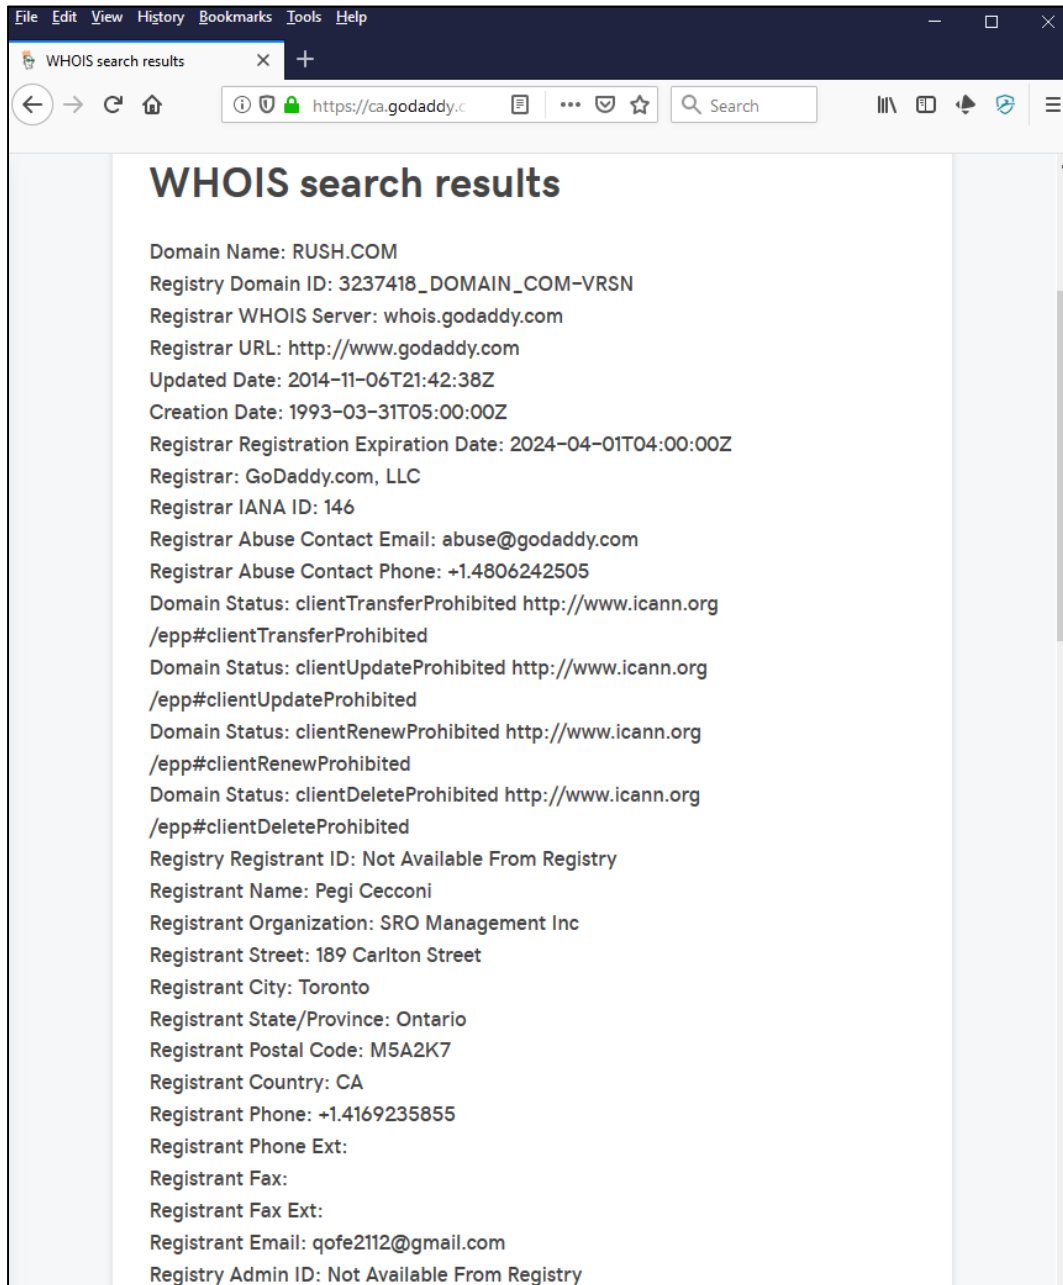 File Edit View History Bookmarks Tools Help
WHOIS search results
https://ca.godaddy.c
Search
WHOIS search results
Domain Name: RUSH.COM
Registry Domain ID: 3237418_DOMAIN_COM-VRSN
Registrar WHOIS Server: whois.godaddy.com
Registrar URL: http://www.godaddy.com
Updated Date: 2014-11-06T21:42:38Z
Creation Date: 1993-03-31T05:00:00Z
Registrar Registration Expiration Date: 2024-04-01T04:00:00Z
Registrar: GoDaddy.com, LLC
Registrar IANA ID: 146
Registrar Abuse Contact Email: abuse@godaddy.com
Registrar Abuse Contact Phone: +1.4806242505
Domain Status: clientTransferProhibited http://www.icann.org
/epp#clientTransferProhibited
Domain Status: clientUpdateProhibited http://www.icann.org
/epp#clientUpdateProhibited
Domain Status: clientRenewProhibited http://www.icann.org
/epp#clientRenewProhibited
Domain Status: clientDeleteProhibited http://www.icann.org
/epp#clientDeleteProhibited
Registry Registrant ID: Not Available From Registry
Registrant Name: Pegi Cecconi
Registrant Organization: SRO Management Inc
Registrant Street: 189 Carlton Street
Registrant City: Toronto
Registrant State/Province: Ontario
Registrant Postal Code: M5A2K7
Registrant Country: CA
Registrant Phone: +1.4169235855
Registrant Phone Ext:
Registrant Fax:
Registrant Fax Ext:
Registrant Email: qofe2112@gmail.com
Registry Admin ID: Not Available From Registry